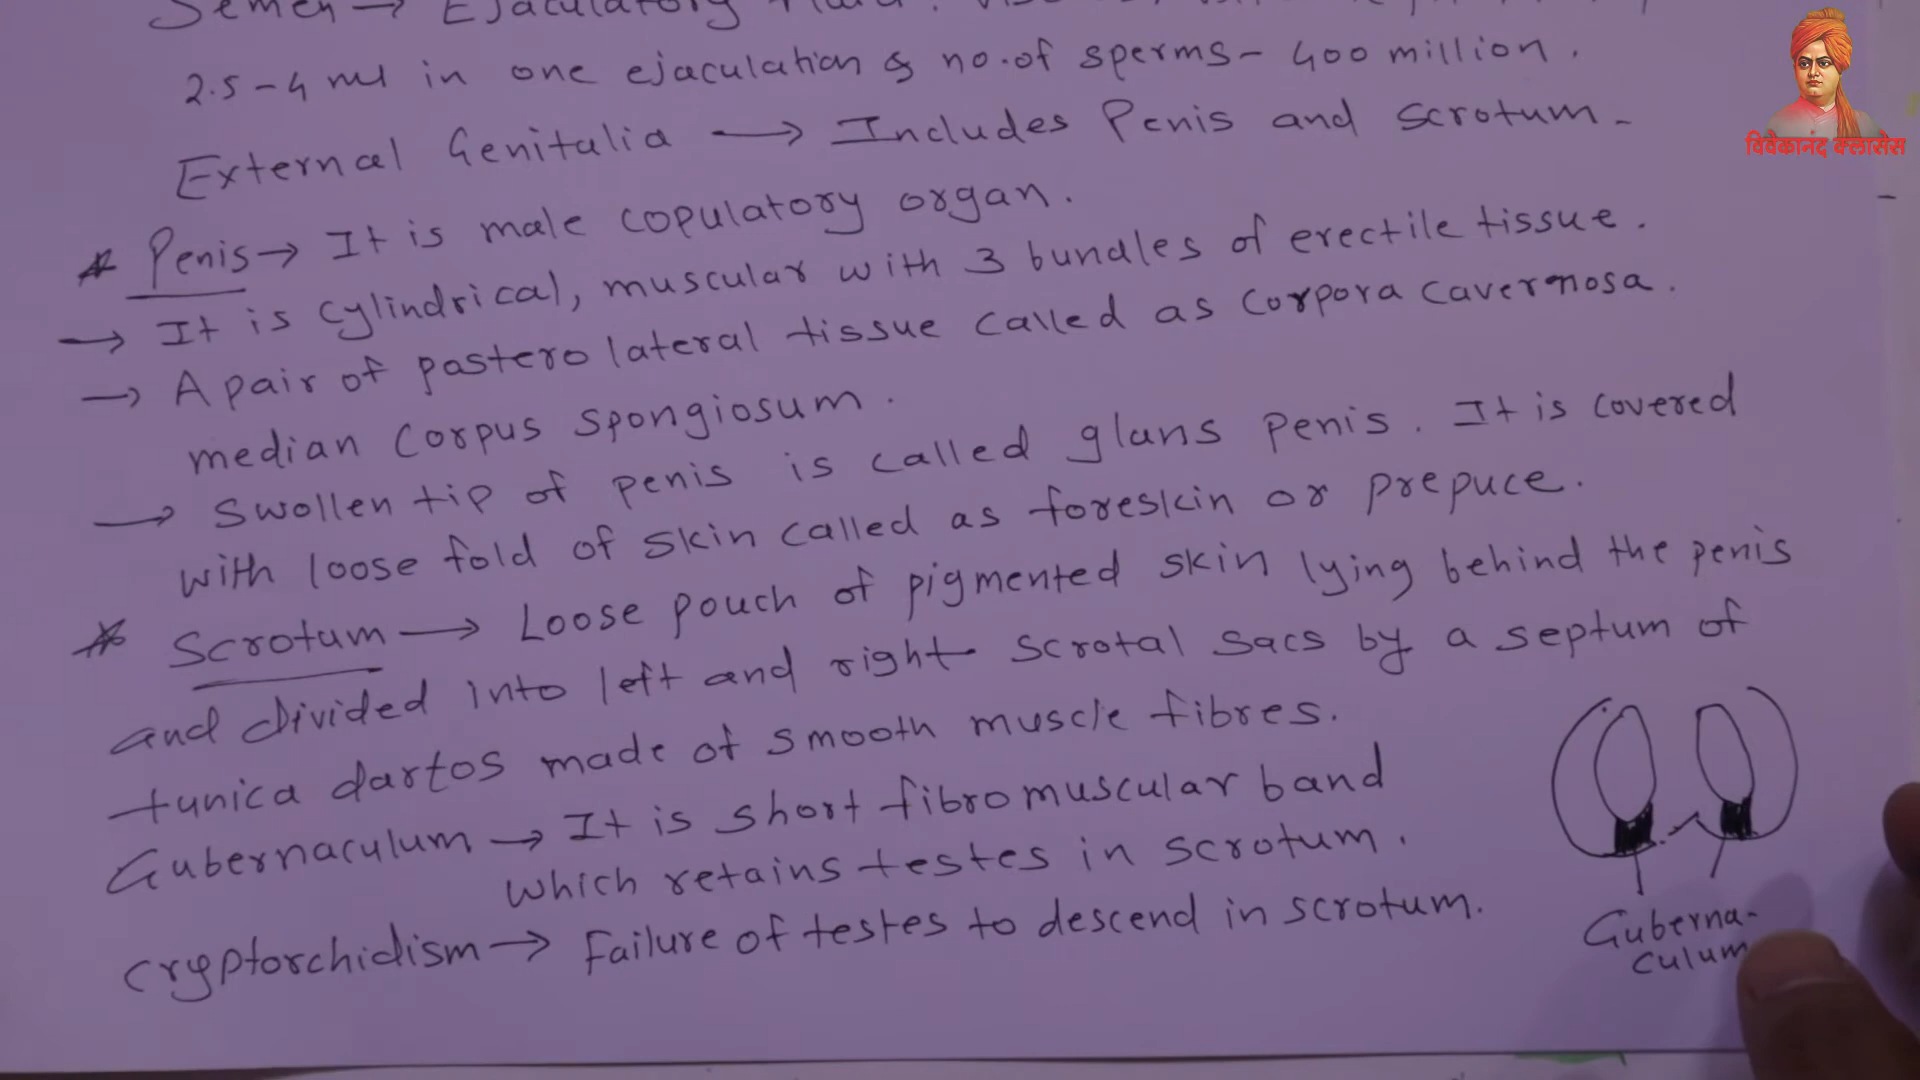 Semen → Ejaculatory fluid.
2.5-4 ml in one ejaculation & no.of sperms- 400 million.
External Genitalia → Includes Penis and scrotum.
* Penis → It is male copulatory organ.
→ It is cylindrical, muscular with 3 bundles of erectile tissue.
→ A pair of postero lateral tissue called as corpora cavernosa.
median corpus spongiosum.
→ Swollen tip of penis is called glans penis. It is covered
with loose fold of skin called as foreskin or prepuce.
* Scrotum → Loose pouch of pigmented skin lying behind the penis
and divided into left and right scrotal sacs by a septum of
tunica dartos made of smooth muscle fibres.
Gubernaculum → It is short fibromuscular band
which retains testes in scrotum.
cryptorchidism → Failure of testes to descend in scrotum.
Guberna-
culum
विवेकानंद क्लासेस